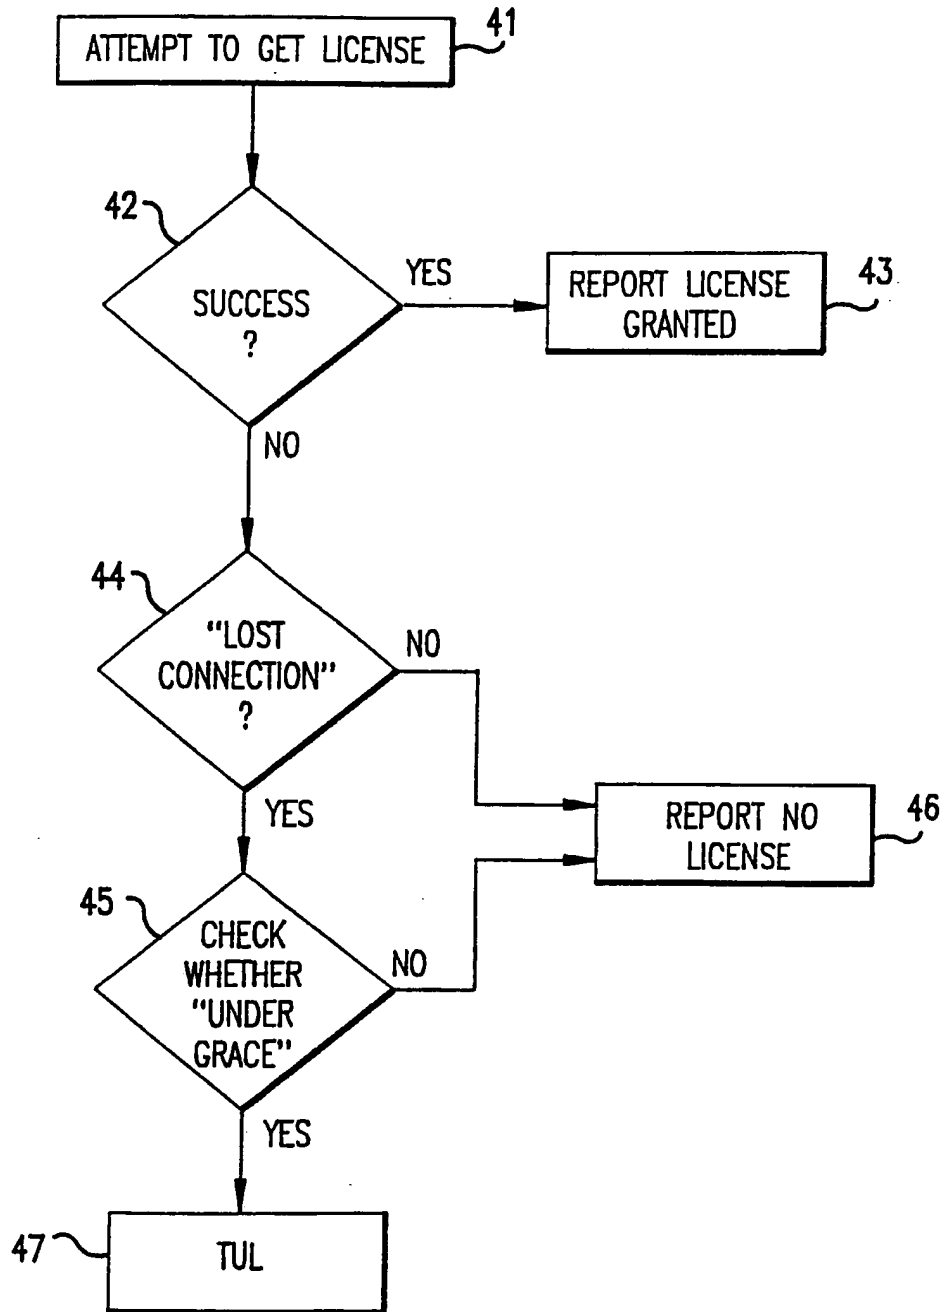 ATTEMPT TO GET LICENSE
41
42
SUCCESS
?
YES
REPORT LICENSE
GRANTED
43
NO
44
"LOST
CONNECTION"
?
NO
YES
REPORT NO
LICENSE
46
45
CHECK
WHETHER
"UNDER
GRACE"
NO
YES
47
TUL